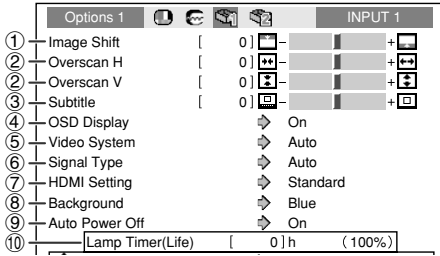 Options 1 INPUT 1
① Image Shift [ 0 ] − +
② Overscan H [ 0 ] − +
② Overscan V [ 0 ] − +
③ Subtitle [ 0 ] − +
④ OSD Display On
⑤ Video System Auto
⑥ Signal Type Auto
⑦ HDMI Setting Standard
⑧ Background Blue
⑨ Auto Power Off On
⑩ Lamp Timer(Life) [ 0 ] h (100%)